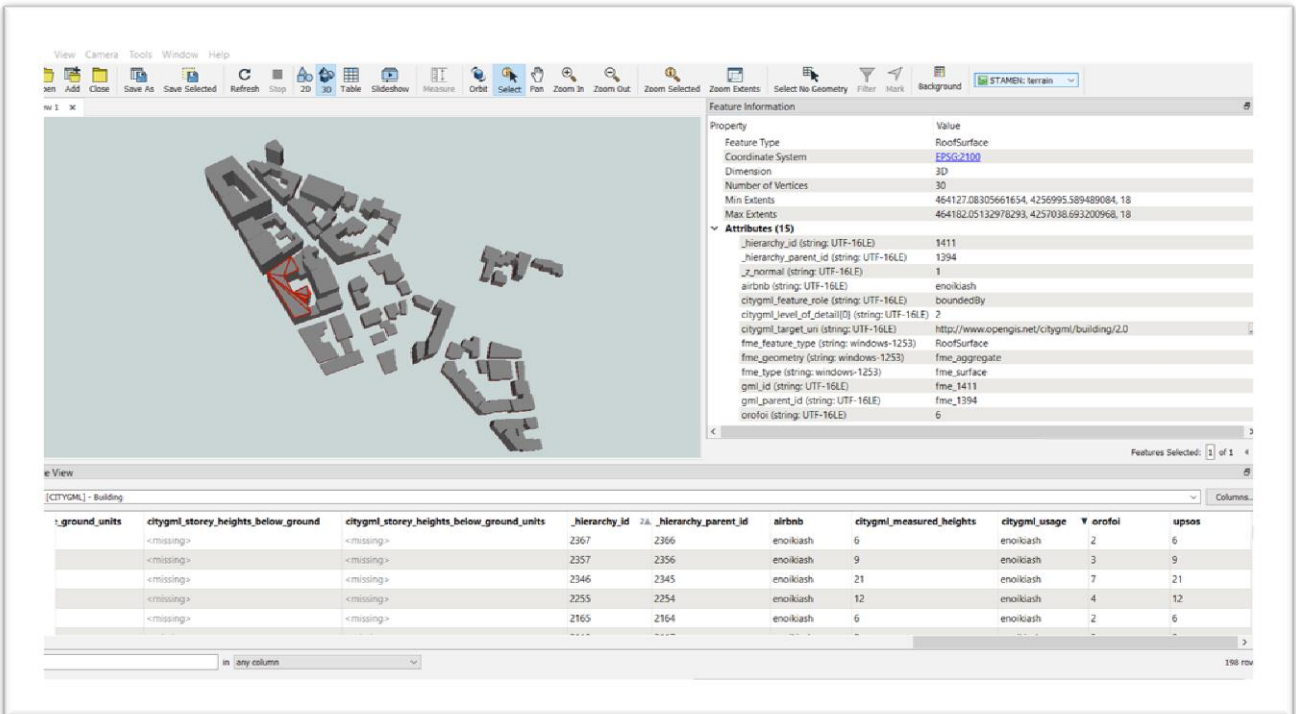 View Camera Tools Window Help
Add Close Save As Save Selected Refresh Stop 2D 3D Table Slideshow Measure Orbit Select Pan Zoom In Zoom Out Zoom Selected Zoom Extents Select No Geometry Filter Mark Background STAMEN: terrain
Feature Information
Property Value
Feature Type RoofSurface
Coordinate System EPSG:2100
Dimension 3D
Number of Vertices 30
Min Extents 464127.08305661654, 4256995.589489084, 18
Max Extents 464182.05132978293, 4257038.693200968, 18
Attributes (15)
_hierarchy_id (string: UTF-16LE) 1411
_hierarchy_parent_id (string: UTF-16LE) 1394
_z_normal (string: UTF-16LE) 1
airbnb (string: UTF-16LE) enoikiash
citygml_feature_role (string: UTF-16LE) boundedBy
citygml_level_of_detail{0} (string: UTF-16LE) 2
citygml_target_uri (string: UTF-16LE) http://www.opengis.net/citygml/building/2.0
fme_feature_type (string: windows-1253) RoofSurface
fme_geometry (string: windows-1253) fme_aggregate
fme_type (string: windows-1253) fme_surface
gml_id (string: UTF-16LE) fme_1411
gml_parent_id (string: UTF-16LE) fme_1394
orofoi (string: UTF-16LE) 6
Features Selected: 1 of 1
e View
[CITYGML] - Building Columns...
_ground_units citygml_storey_heights_below_ground citygml_storey_heights_below_ground_units _hierarchy_id _hierarchy_parent_id airbnb citygml_measured_heights citygml_usage orofoi upsos
<missing> <missing> 2367 2366 enoikiash 6 enoikiash 2 6
<missing> <missing> 2357 2356 enoikiash 9 enoikiash 3 9
<missing> <missing> 2346 2345 enoikiash 21 enoikiash 7 21
<missing> <missing> 2255 2254 enoikiash 12 enoikiash 4 12
<missing> <missing> 2165 2164 enoikiash 6 enoikiash 2 6
in any column 198 row